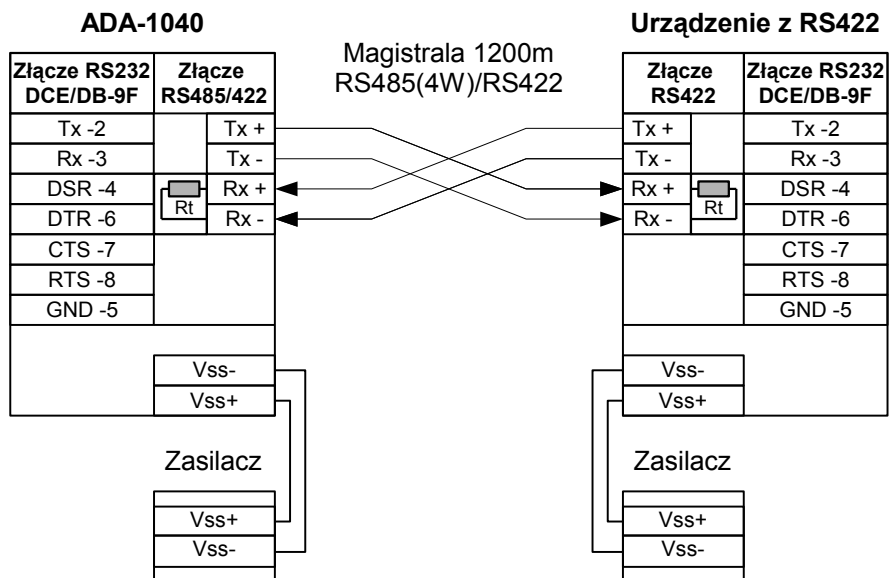 ADA-1040
Urządzenie z RS422
Magistrala 1200m
RS485(4W)/RS422
Złącze RS232
DCE/DB-9F
Złącze
RS485/422
Tx -2
Tx +
Rx -3
Tx -
DSR -4
Rt
Rx +
DTR -6
Rx -
CTS -7
RTS -8
GND -5
Vss-
Vss+
Zasilacz
Vss+
Vss-
Złącze
RS422
Złącze RS232
DCE/DB-9F
Tx +
Tx -2
Tx -
Rx -3
Rx +
Rt
DSR -4
Rx -
DTR -6
CTS -7
RTS -8
GND -5
Vss-
Vss+
Zasilacz
Vss+
Vss-